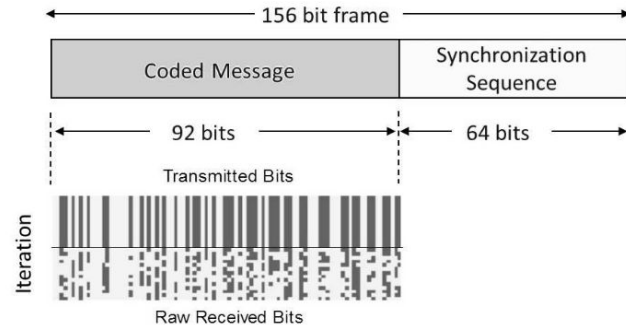 156 bit frame
Coded Message
Synchronization
Sequence
92 bits
64 bits
Transmitted Bits
Iteration
Raw Received Bits